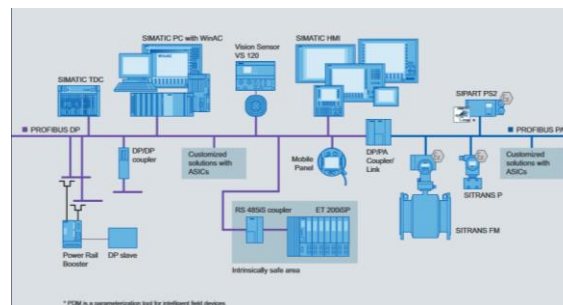 SIMATIC PC with WinAC
Vision Sensor
VS 120
SIMATIC HMI
SIMATIC TDC
SIPART PS2
PROFIBUS DP
PROFIBUS PA
DP/DP
coupler
Customized
solutions with
ASICs
Mobile
Panel
DP/PA
Coupler/
Link
Customized
solutions with
ASICs
SITRANS P
RS 485/iS coupler
ET 200iSP
SITRANS FM
Power Rail
Booster
DP slave
Intrinsically safe area
* PDM is a parameterization tool for intelligent field devices